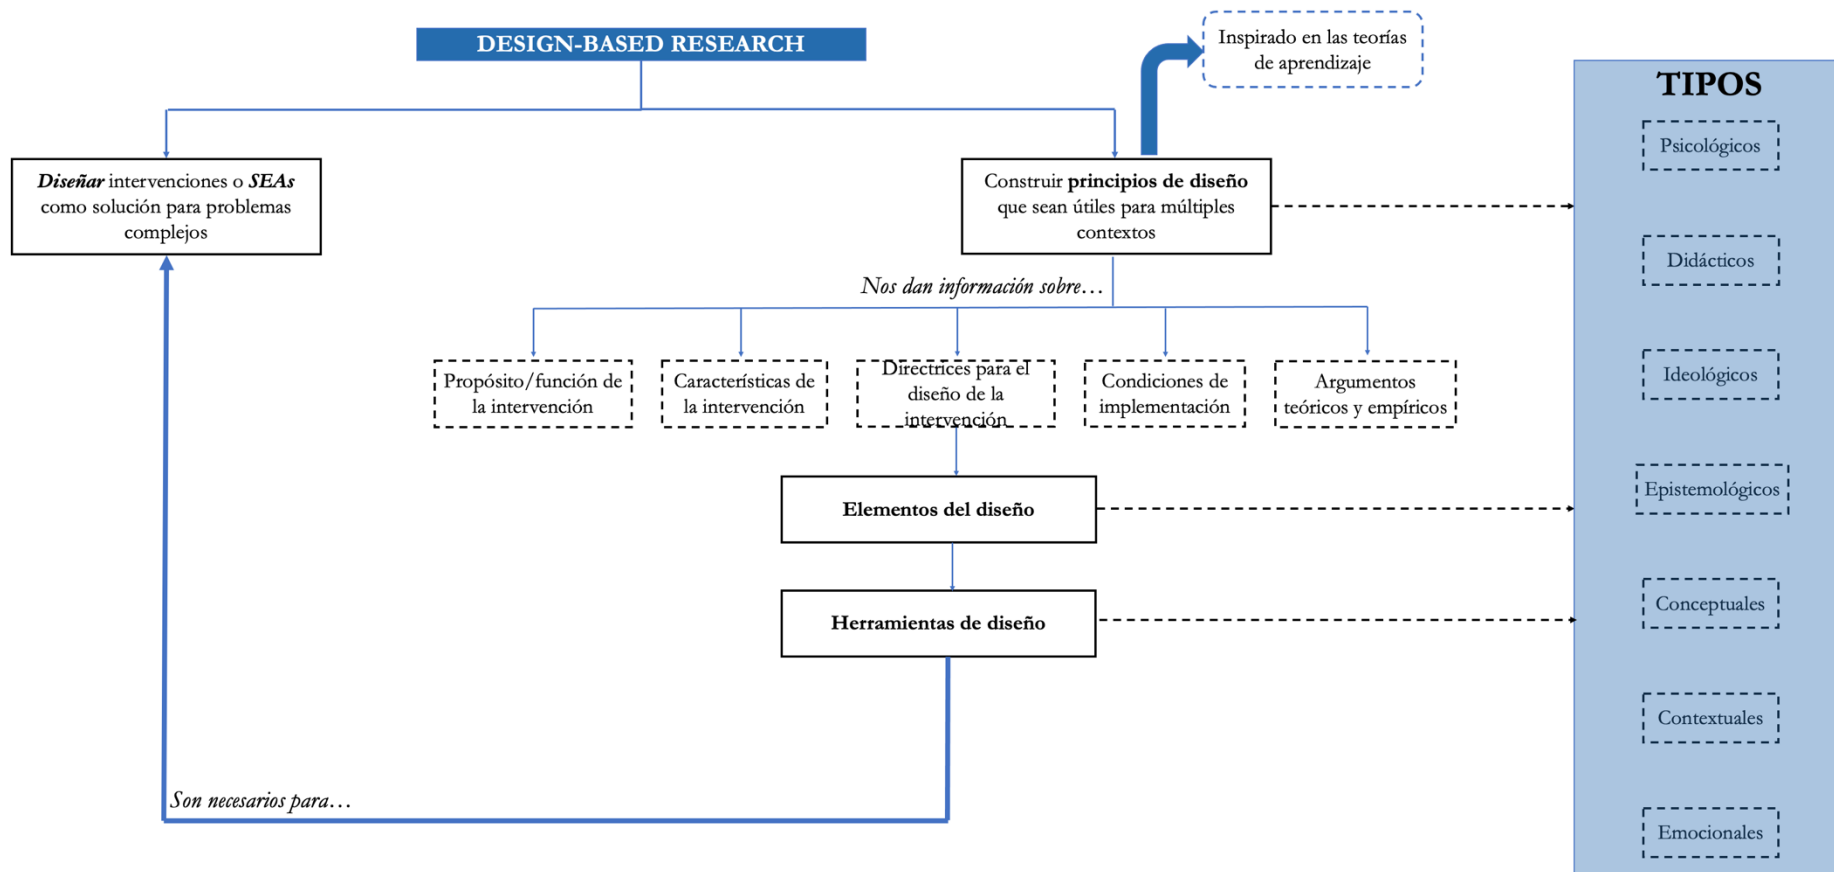 DESIGN-BASED RESEARCH
Inspirado en las teorías
de aprendizaje
TIPOS
Psicológicos
Didácticos
Ideológicos
Epistemológicos
Conceptuales
Contextuales
Emocionales
Diseñar intervenciones o SEAs
como solución para problemas
complejos
Construir principios de diseño
que sean útiles para múltiples
contextos
Nos dan información sobre…
Propósito/función de
la intervención
Características de
la intervención
Directrices para el
diseño de la
intervención
Condiciones de
implementación
Argumentos
teóricos y empíricos
Elementos del diseño
Herramientas de diseño
Son necesarios para…